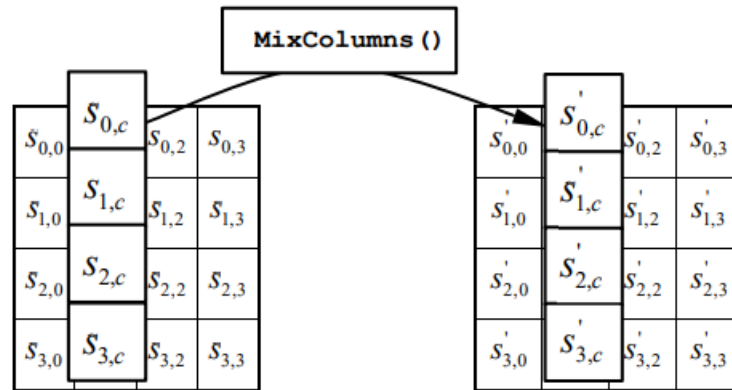 MixColumns()
s0,0 s0,c s0,2 s0,3 s'0,0 s'0,c s'0,2 s'0,3
s1,0 s1,c s1,2 s1,3 s'1,0 s'1,c s'1,2 s'1,3
s2,0 s2,c s2,2 s2,3 s'2,0 s'2,c s'2,2 s'2,3
s3,0 s3,c s3,2 s3,3 s'3,0 s'3,c s'3,2 s'3,3